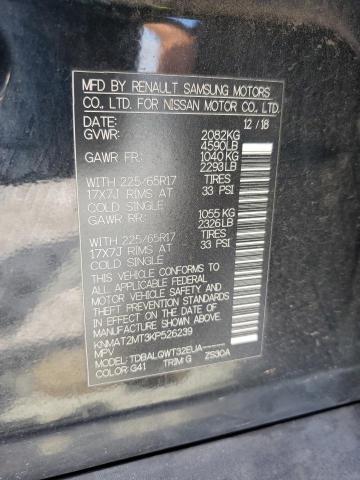 MFD BY RENAULT SAMSUNG MOTORS
CO., LTD. FOR NISSAN MOTOR CO., LTD.
DATE: 12 / 18
GVWR: 2082KG
4590LB
GAWR FR: 1040KG
2293LB
WITH 225/65R17 TIRES
17X7J RIMS AT 33 PSI
COLD SINGLE
GAWR RR: 1055KG
2326LB
WITH 225/65R17 TIRES
17X7J RIMS AT 33 PSI
COLD SINGLE
THIS VEHICLE CONFORMS TO ALL
APPLICABLE FEDERAL MOTOR VEHICLE
SAFETY BUMPER AND THEFT
PREVENTION STANDARDS IN EFFECT
ON THE DATE OF MANUFACTURE
SHOWN ABOVE.
KNMAT2MT3KP526239
MPV
MODEL: TDBALQWT32EUA-----
COLOR: G41 TRIM: G ZS30A